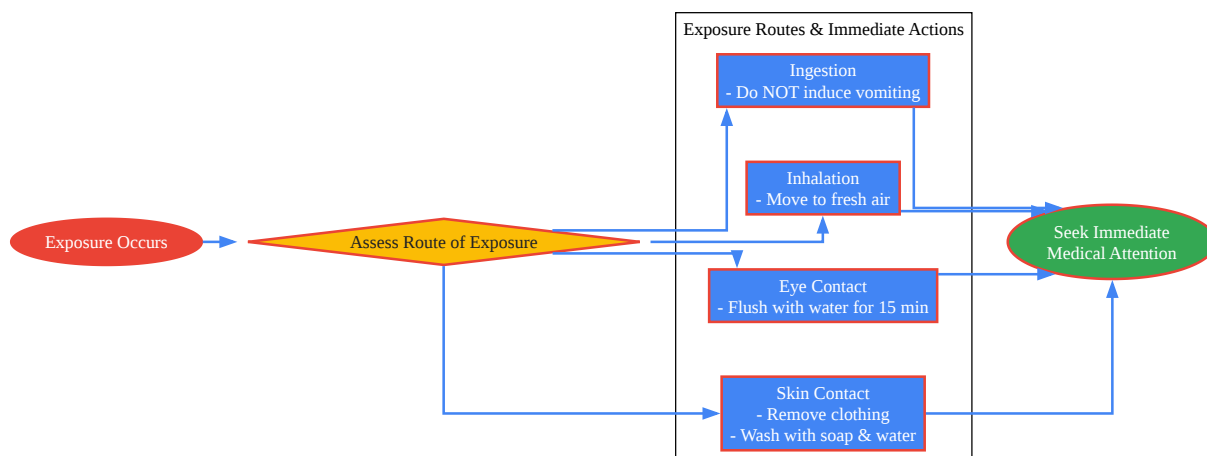 Exposure Routes & Immediate Actions
Ingestion
- Do NOT induce vomiting
Inhalation
- Move to fresh air
Exposure Occurs
Assess Route of Exposure
Seek Immediate
Medical Attention
Eye Contact
- Flush with water for 15 min
Skin Contact
- Remove clothing
- Wash with soap & water